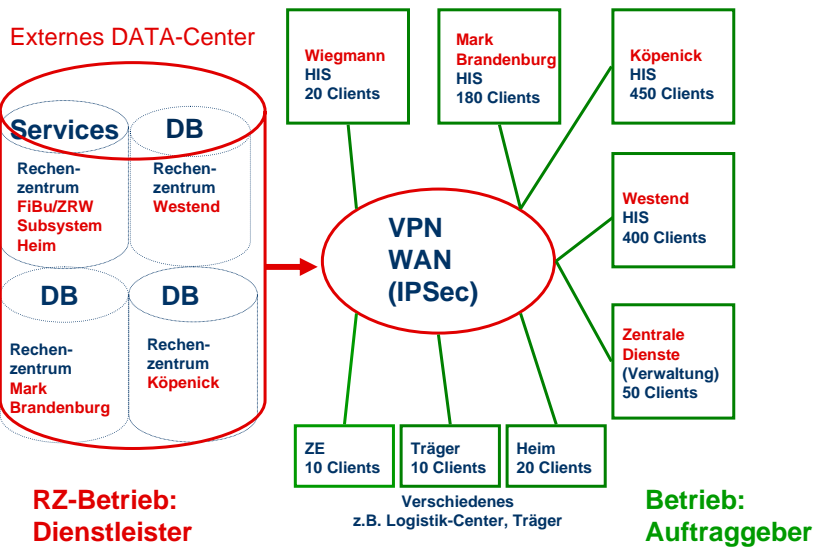 Externes DATA-Center
Services
Rechen-
zentrum
FiBu/ZRW
Subsystem
Heim
DB
Rechen-
zentrum
Westend
DB
Rechen-
zentrum
Mark
Brandenburg
DB
Rechen-
zentrum
Köpenick
Wiegmann
HIS
20 Clients
Mark
Brandenburg
HIS
180 Clients
Köpenick
HIS
450 Clients
VPN
WAN
(IPSec)
Westend
HIS
400 Clients
Zentrale
Dienste
(Verwaltung)
50 Clients
ZE
10 Clients
Träger
10 Clients
Heim
20 Clients
Verschiedenes
z.B. Logistik-Center, Träger
RZ-Betrieb:
Dienstleister
Betrieb:
Auftraggeber